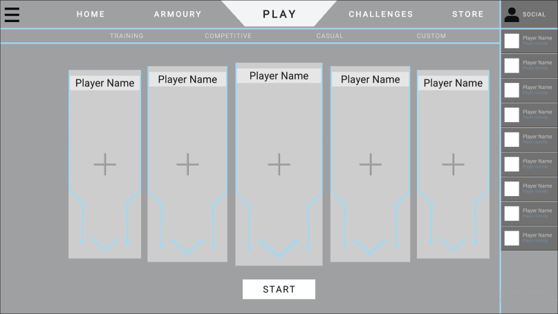 HOME
ARMOURY
PLAY
CHALLENGES
STORE
SOCIAL
TRAINING
COMPETITIVE
CASUAL
CUSTOM
Player Name
Player Name
Player Name
Player Name
Player Name
START
Player Name
Player Name
Player Name
Player Name
Player Name
Player Name
Player Name
Player Name
Player Name